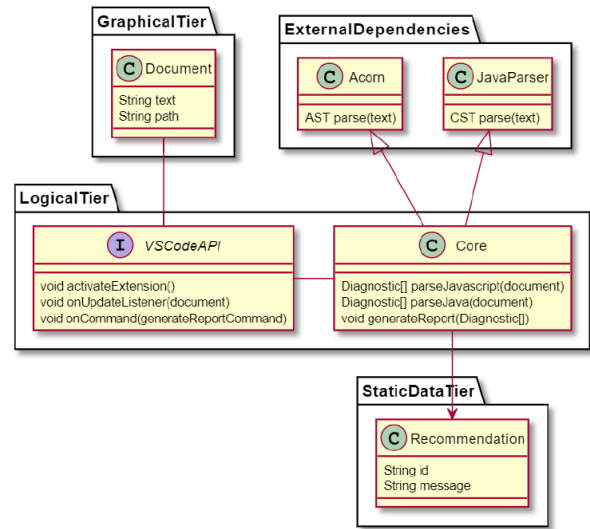 GraphicalTier
C Document
String text
String path
ExternalDependencies
C Acorn
AST parse(text)
C JavaParser
CST parse(text)
LogicalTier
I VSCodeAPI
void activateExtension()
void onUpdateListener(document)
void onCommand(generateReportCommand)
C Core
Diagnostic[] parseJavascript(document)
Diagnostic[] parseJava(document)
void generateReport(Diagnostic[])
StaticDataTier
C Recommendation
String id
String message